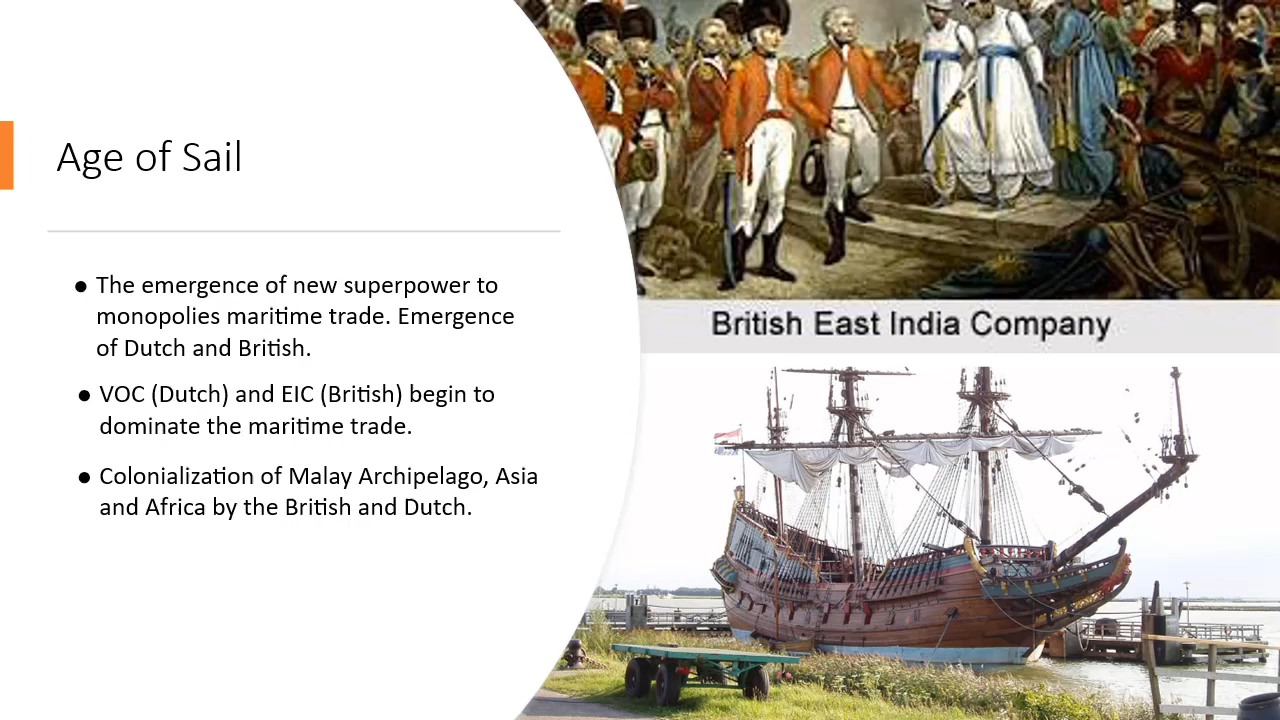 Age of Sail
● The emergence of new superpower to
monopolies maritime trade. Emergence
of Dutch and British.
● VOC (Dutch) and EIC (British) begin to
dominate the maritime trade.
● Colonialization of Malay Archipelago, Asia
and Africa by the British and Dutch.
British East India Company